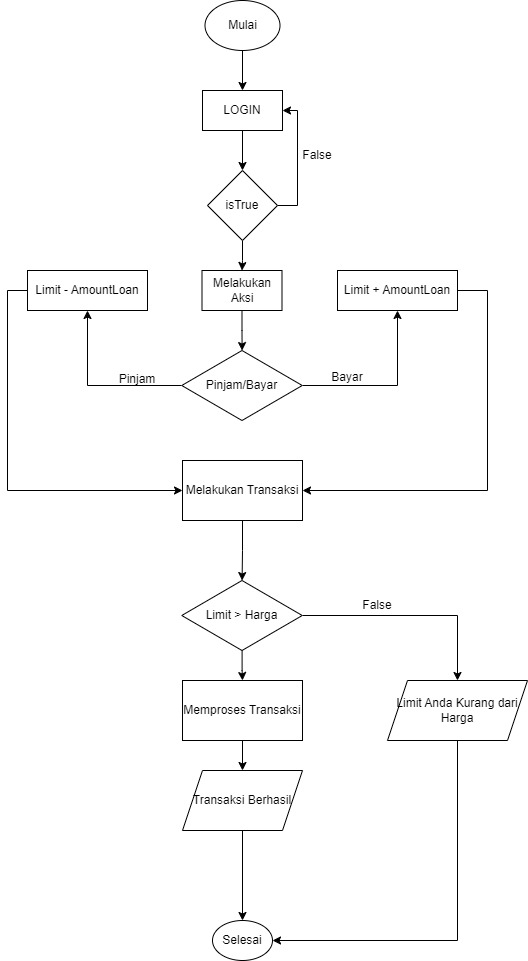 Mulai
LOGIN
False
isTrue
Limit - AmountLoan
Melakukan
Aksi
Limit + AmountLoan
Pinjam
Pinjam/Bayar
Bayar
Melakukan Transaksi
Limit > Harga
False
Memproses Transaksi
Limit Anda Kurang dari
Harga
Transaksi Berhasil
Selesai